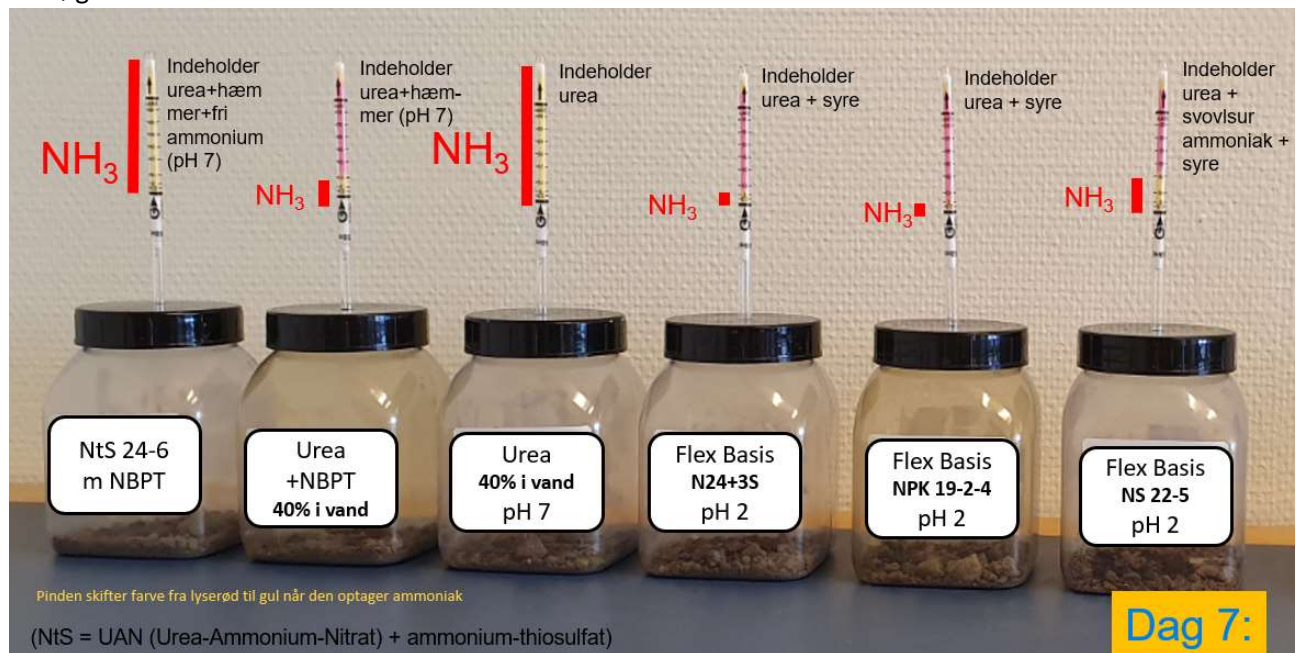 Indeholder
urea+hæm
mer+fri
ammonium
(pH 7)
NH₃
Indeholder
urea+hæm-
mer (pH 7)
NH₃
Indeholder
urea
NH₃
Indeholder
urea + syre
NH₃
Indeholder
urea + syre
NH₃
Indeholder
urea +
svovlsur
ammoniak +
syre
NH₃
NtS 24-6
m NBPT
Urea
+NBPT
40% i vand
Urea
40% i vand
pH 7
Flex Basis
N24+3S
pH 2
Flex Basis
NPK 19-2-4
pH 2
Flex Basis
NS 22-5
pH 2
Pinden skifter farve fra lyserød til gul når den optager ammoniak
(NtS = UAN (Urea-Ammonium-Nitrat) + ammonium-thiosulfat)
Dag 7: